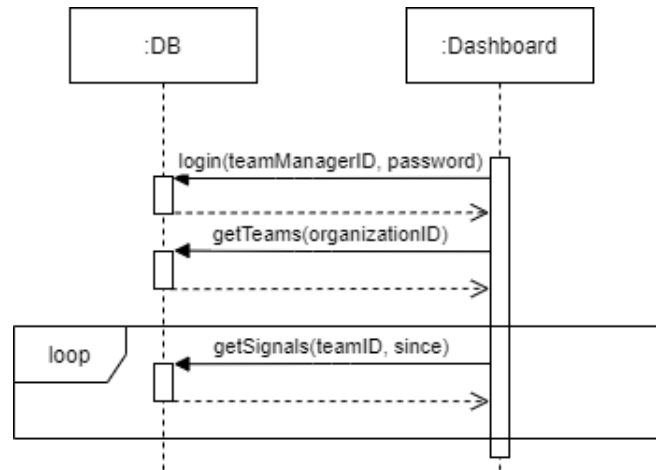 :DB
:Dashboard
login(teamManagerID, password)
getTeams(organizationID)
loop
getSignals(teamID, since)